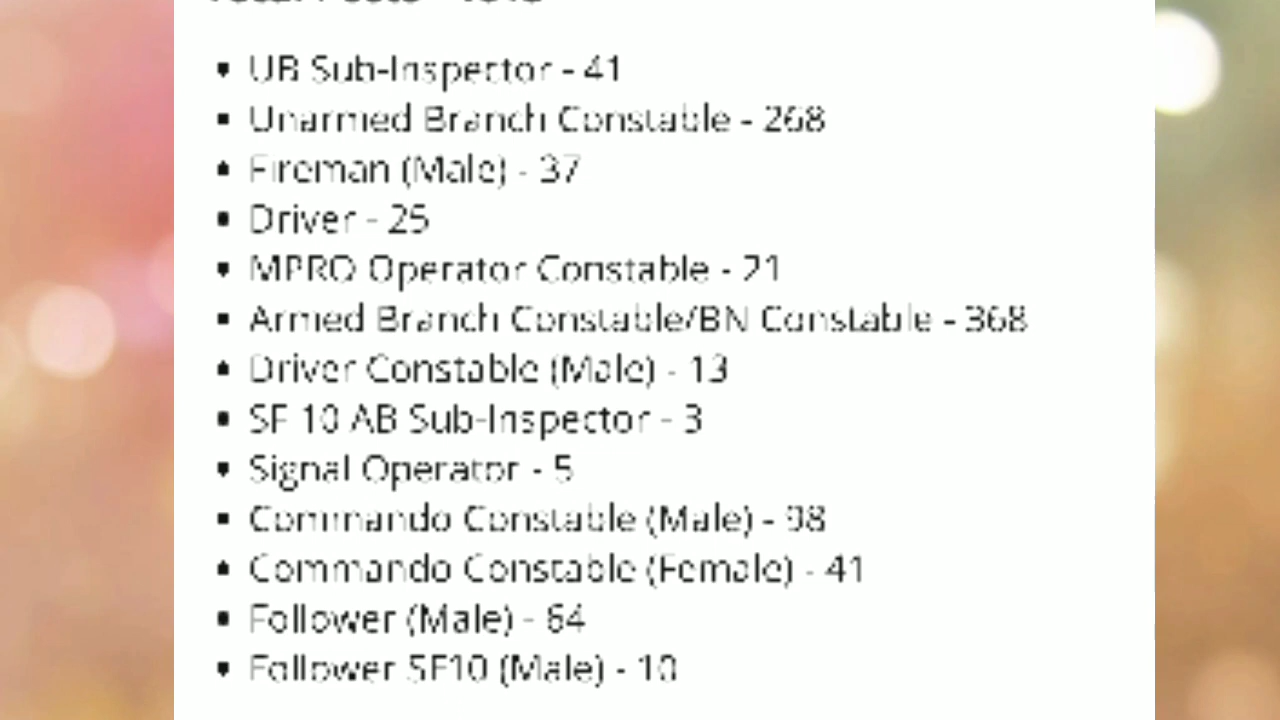 • UB Sub-Inspector - 41
• Unarmed Branch Constable - 268
• Fireman (Male) - 37
• Driver - 25
• MPRO Operator Constable - 21
• Armed Branch Constable/BN Constable - 368
• Driver Constable (Male) - 13
• SF 10 AB Sub-Inspector - 3
• Signal Operator - 5
• Commando Constable (Male) - 98
• Commando Constable (Female) - 41
• Follower (Male) - 64
• Follower SF10 (Male) - 10